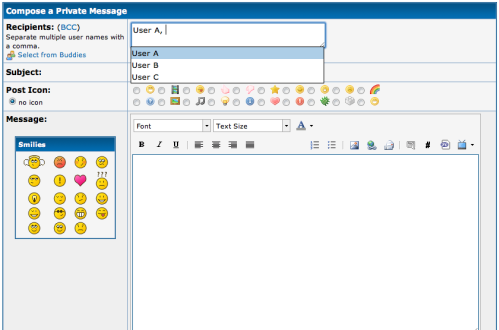 Compose a Private Message
Recipients: (BCC)
Separate multiple user names with
a comma.
Select from Buddies
User A,
User A
User B
User C
Subject:
Post Icon:
no icon
Message:
Smilies
???
Font
Text Size
A
B I U
#